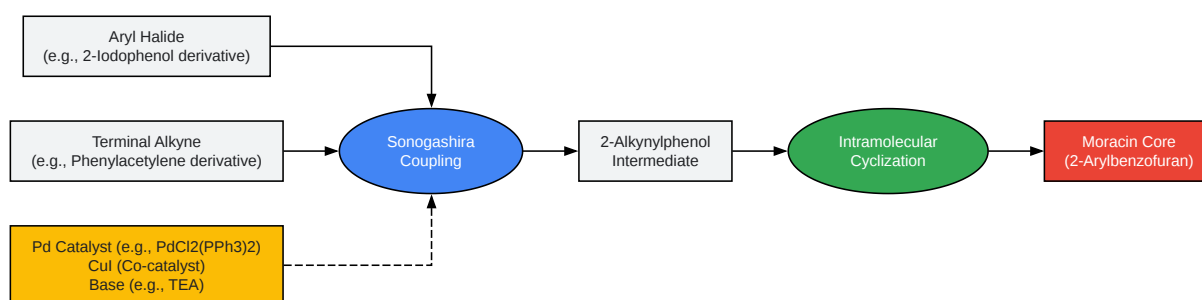 Aryl Halide
(e.g., 2-Iodophenol derivative)
Terminal Alkyne
(e.g., Phenylacetylene derivative)
Pd Catalyst (e.g., PdCl2(PPh3)2)
CuI (Co-catalyst)
Base (e.g., TEA)
Sonogashira
Coupling
2-Alkynylphenol
Intermediate
Intramolecular
Cyclization
Moracin Core
(2-Arylbenzofuran)